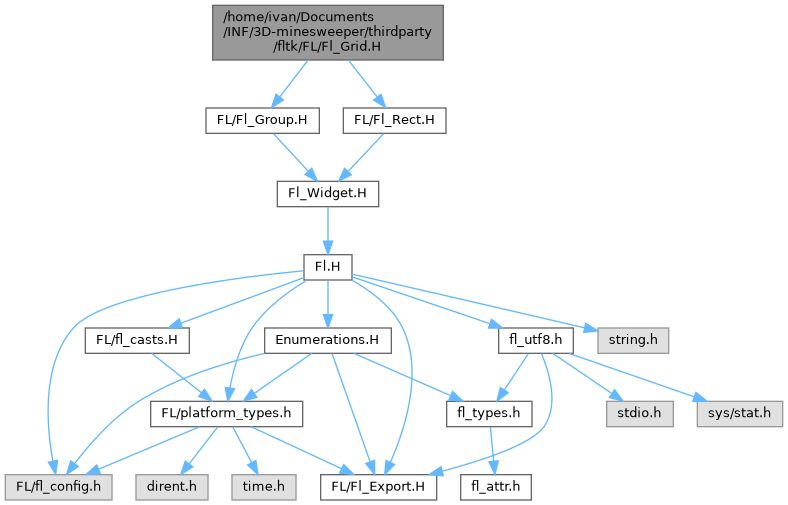 /home/ivan/Documents
/INF/3D-minesweeper/thirdparty
/fltk/FL/Fl_Grid.H
FL/Fl_Group.H
FL/Fl_Rect.H
Fl_Widget.H
Fl.H
FL/fl_casts.H
Enumerations.H
fl_utf8.h
string.h
FL/platform_types.h
fl_types.h
stdio.h
sys/stat.h
FL/fl_config.h
dirent.h
time.h
FL/Fl_Export.H
fl_attr.h